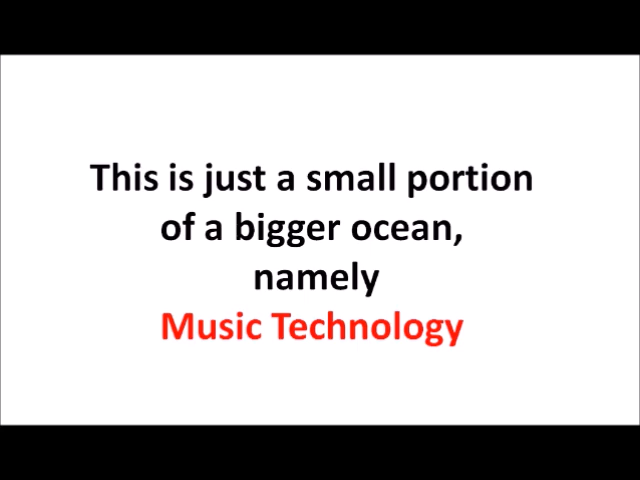 This is just a small portion
of a bigger ocean,
namely
Music Technology